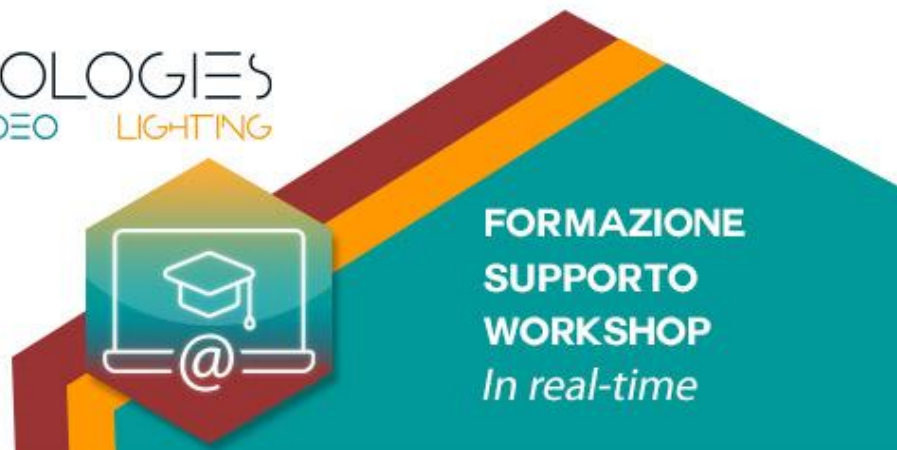 OLOGIES
DEO LIGHTING
FORMAZIONE
SUPPORTO
WORKSHOP
In real-time
@